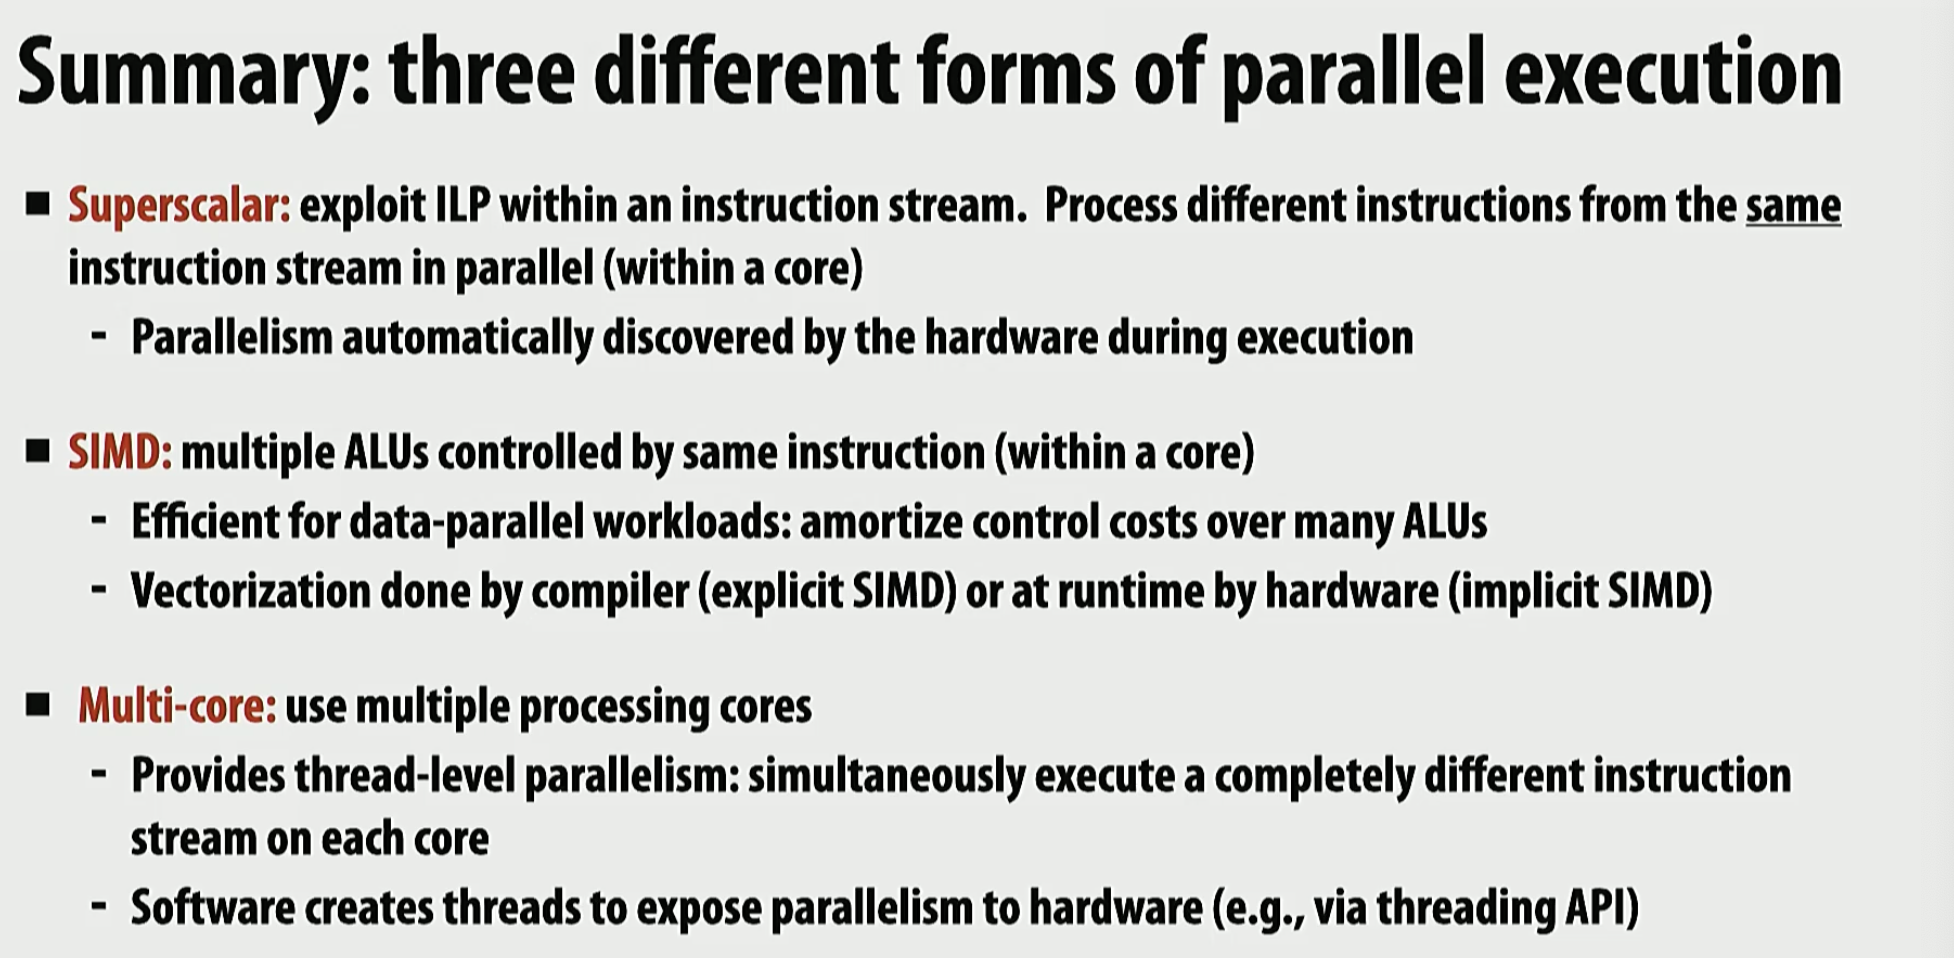 Summary: three different forms of parallel execution
■ Superscalar: exploit ILP within an instruction stream. Process different instructions from the same
instruction stream in parallel (within a core)
- Parallelism automatically discovered by the hardware during execution
■ SIMD: multiple ALUs controlled by same instruction (within a core)
- Efficient for data-parallel workloads: amortize control costs over many ALUs
- Vectorization done by compiler (explicit SIMD) or at runtime by hardware (implicit SIMD)
■ Multi-core: use multiple processing cores
- Provides thread-level parallelism: simultaneously execute a completely different instruction
stream on each core
- Software creates threads to expose parallelism to hardware (e.g., via threading API)